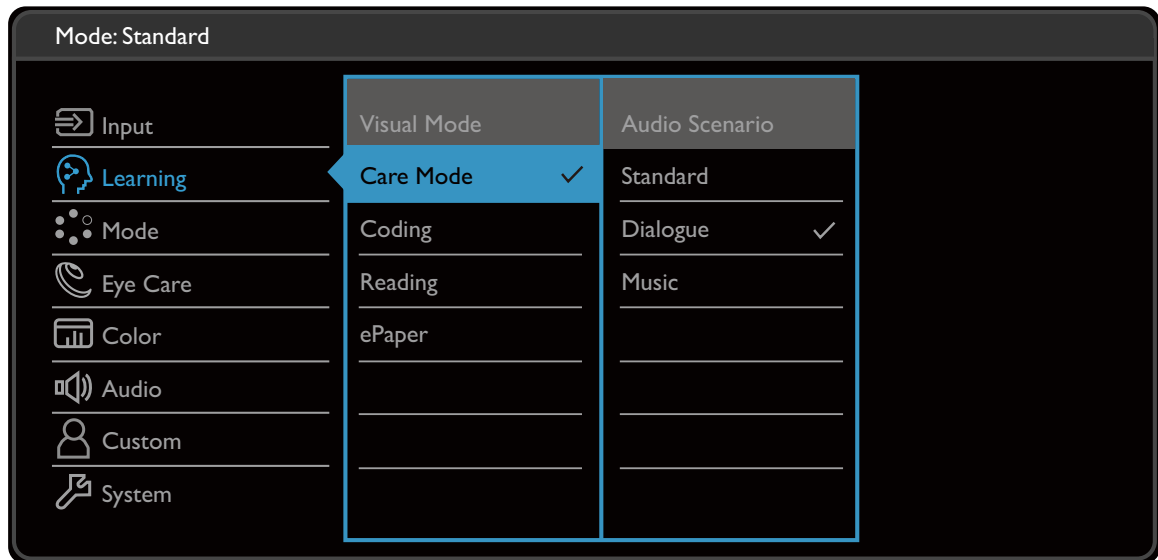 Mode: Standard
Input
Learning
Mode
Eye Care
Color
Audio
Custom
System
Visual Mode
Care Mode
Coding
Reading
ePaper
Audio Scenario
Standard
Dialogue
Music